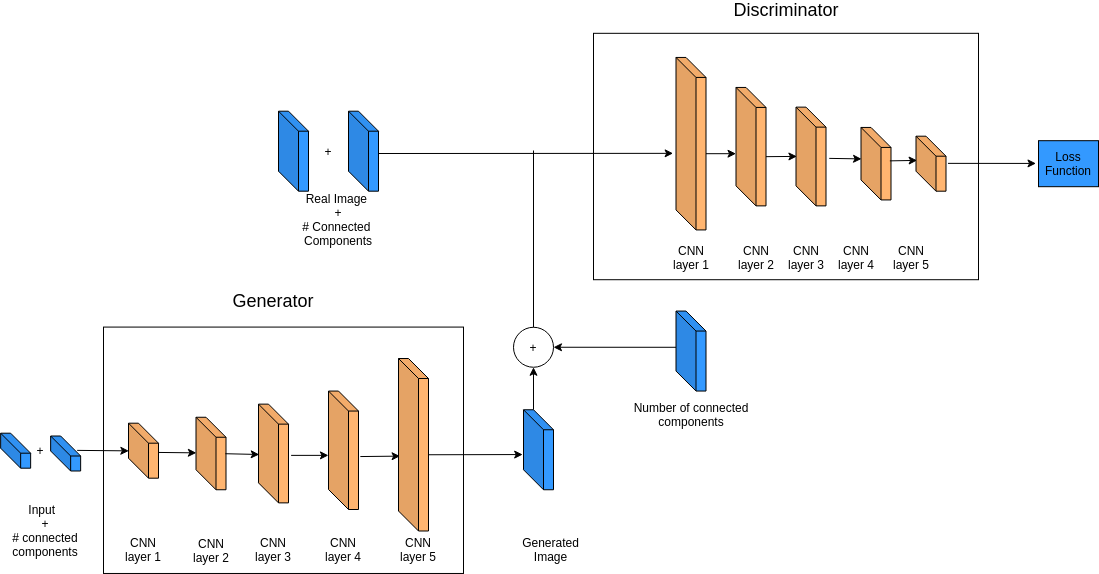 Discriminator
+
Real Image
+
# Connected
Components
Loss
Function
CNN
layer 1
CNN
layer 2
CNN
layer 3
CNN
layer 4
CNN
layer 5
Generator
+
Number of connected
components
+
Input
+
# connected
components
CNN
layer 1
CNN
layer 2
CNN
layer 3
CNN
layer 4
CNN
layer 5
Generated
Image